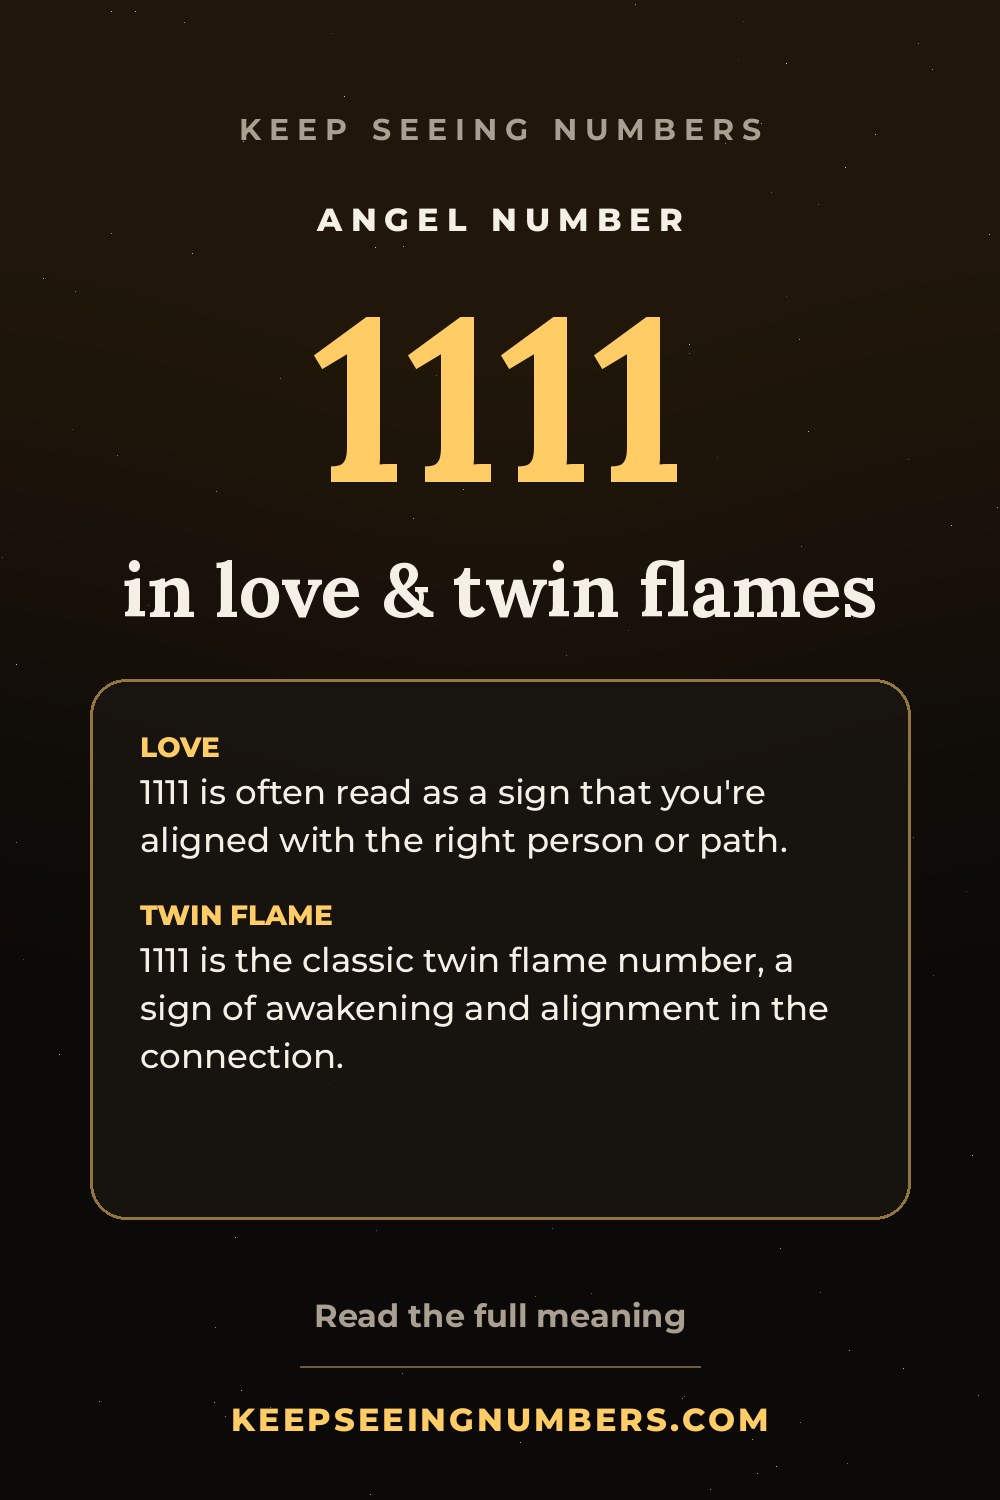 KEEP SEEING NUMBERS
ANGEL NUMBER
1111
in love & twin flames
LOVE
1111 is often read as a sign that you're
aligned with the right person or path.
TWIN FLAME
1111 is the classic twin flame number, a
sign of awakening and alignment in the
connection.
Read the full meaning
KEEPSEEINGNUMBERS.COM